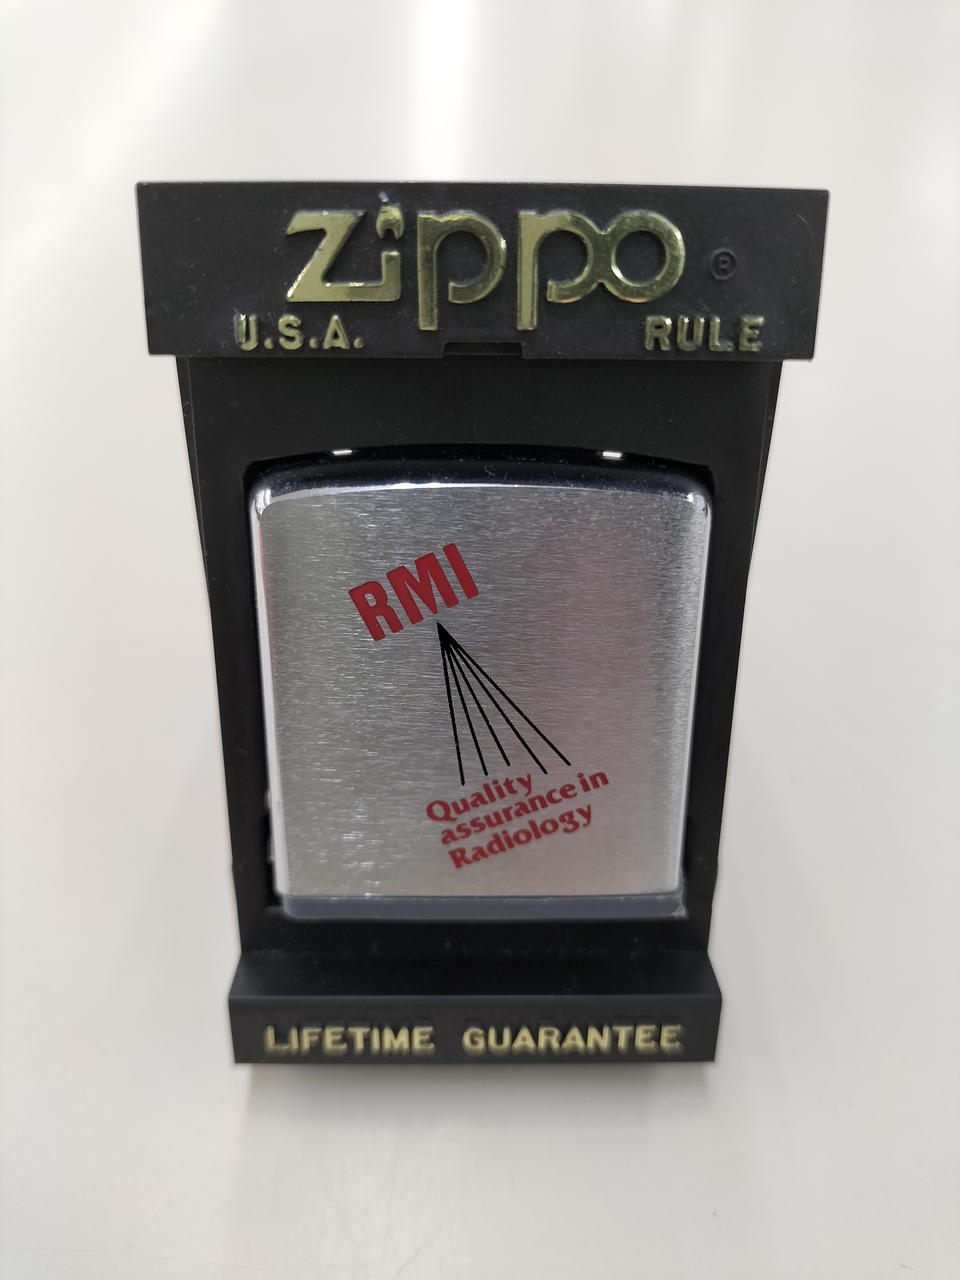 zippo ®
U.S.A. RULE
RMI
Quality
assurance in
Radiology
LIFETIME GUARANTEE